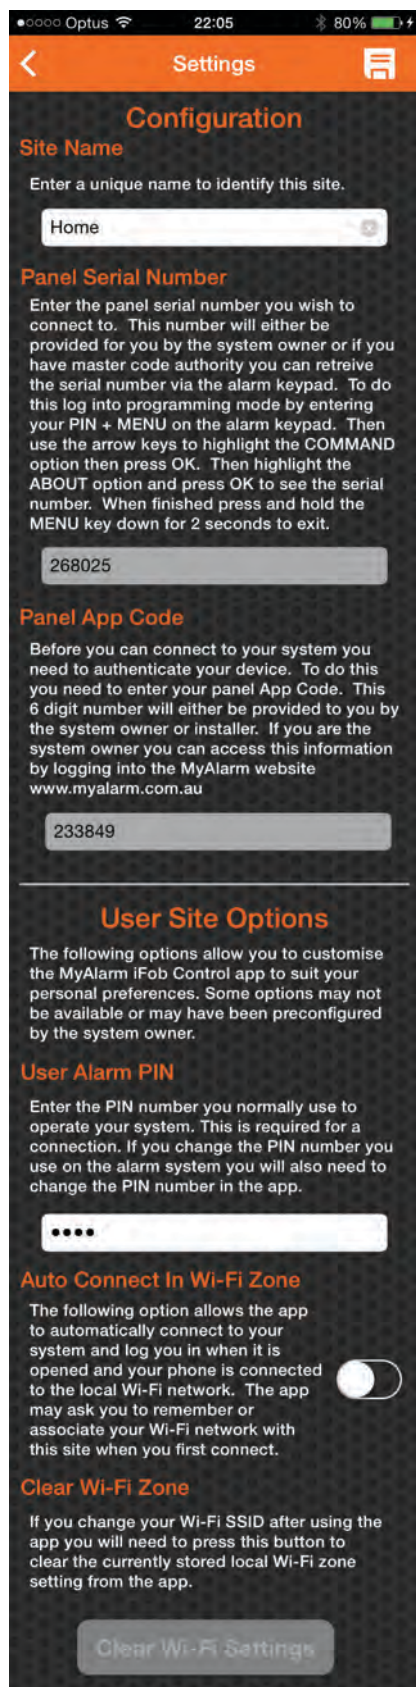 Optus 22:05 80%
Settings
Configuration
Site Name
Enter a unique name to identify this site.
Home
Panel Serial Number
Enter the panel serial number you wish to
connect to. This number will either be
provided for you by the system owner or if you
have master code authority you can retreive
the serial number via the alarm keypad. To do
this log into programming mode by entering
your PIN + MENU on the alarm keypad. Then
use the arrow keys to highlight the COMMAND
option then press OK. Then highlight the
ABOUT option and press OK to see the serial
number. When finished press and hold the
MENU key down for 2 seconds to exit.
268025
Panel App Code
Before you can connect to your system you
need to authenticate your device. To do this
you need to enter your panel App Code. This
6 digit number will either be provided to you by
the system owner or installer. If you are the
system owner you can access this information
by logging into the MyAlarm website
www.myalarm.com.au
233849
User Site Options
The following options allow you to customise
the MyAlarm iFob Control app to suit your
personal preferences. Some options may not
be available or may have been preconfigured
by the system owner.
User Alarm PIN
Enter the PIN number you normally use to
operate your system. This is required for a
connection. If you change the PIN number you
use on the alarm system you will also need to
change the PIN number in the app.
••••
Auto Connect In Wi-Fi Zone
The following option allows the app
to automatically connect to your
system and log you in when it is
opened and your phone is connected
to the local Wi-Fi network. The app
may ask you to remember or
associate your Wi-Fi network with
this site when you first connect.
Clear Wi-Fi Zone
If you change your Wi-Fi SSID after using the
app you will need to press this button to
clear the currently stored local Wi-Fi zone
setting from the app.
Clear Wi-Fi Settings